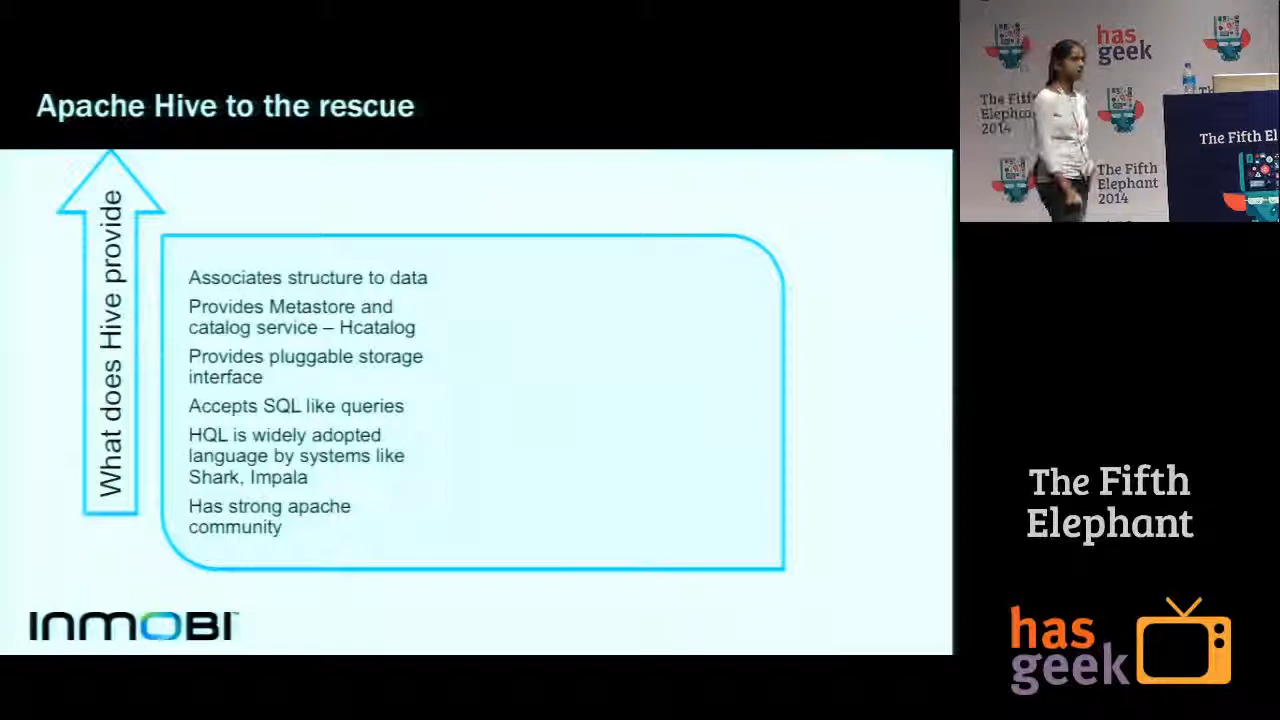 Apache Hive to the rescue
What does Hive provide
Associates structure to data
Provides Metastore and
catalog service – Hcatalog
Provides pluggable storage
interface
Accepts SQL like queries
HQL is widely adopted
language by systems like
Shark, Impala
Has strong apache
community
INMOBI
has
geek
The Fifth
Elephant
2014
The Fifth
Elephant
2014
The Fifth El
The Fifth
Elephant
has
geek